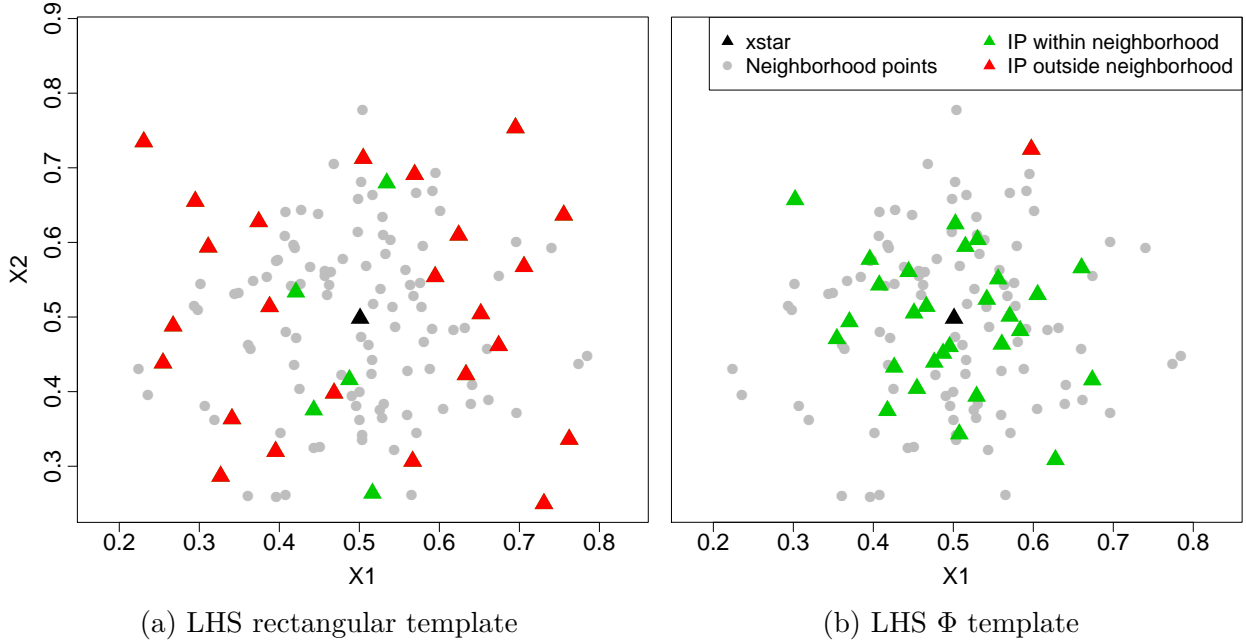 0.9
0.8
0.7
0.6
0.5
0.4
0.3
X2
0.2 0.3 0.4 0.5 0.6 0.7 0.8
X1
(a) LHS rectangular template
xstar
Neighborhood points
IP within neighborhood
IP outside neighborhood
0.2 0.3 0.4 0.5 0.6 0.7 0.8
X1
(b) LHS Φ template